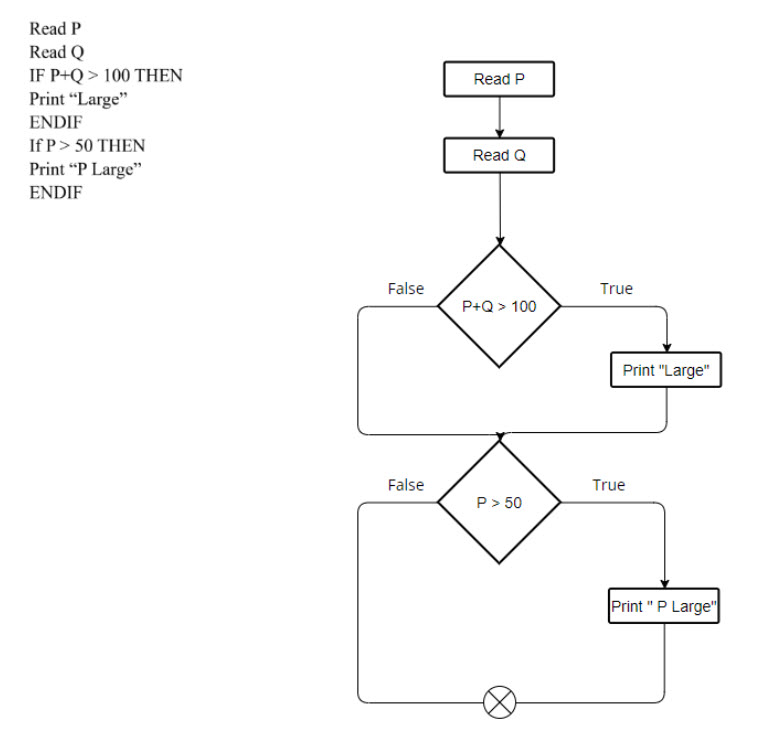 Read P
Read Q
IF P+Q > 100 THEN
Print “Large”
ENDIF
If P > 50 THEN
Print “P Large”
ENDIF
Read P
Read Q
False
True
P+Q > 100
Print "Large"
False
True
P > 50
Print " P Large"